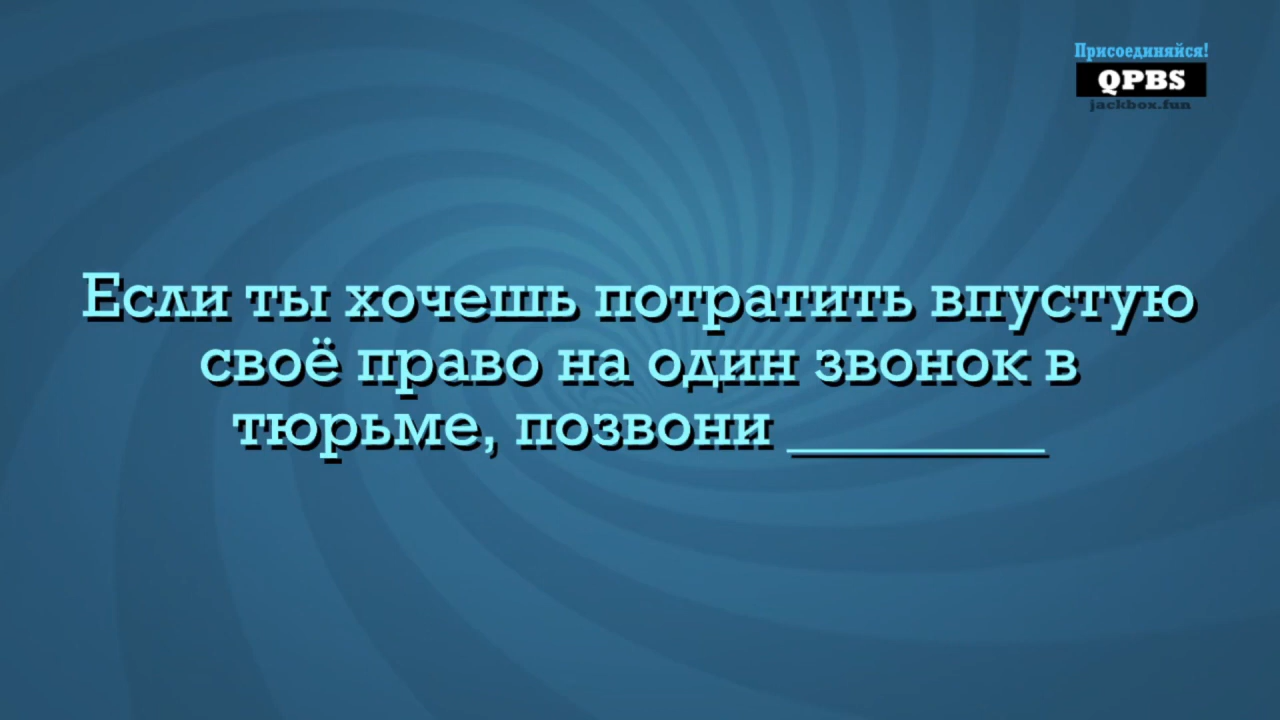 Присоединяйся!
QPBS
jackbox.fun
Если ты хочешь потратить впустую
своё право на один звонок в
тюрьме, позвони ________